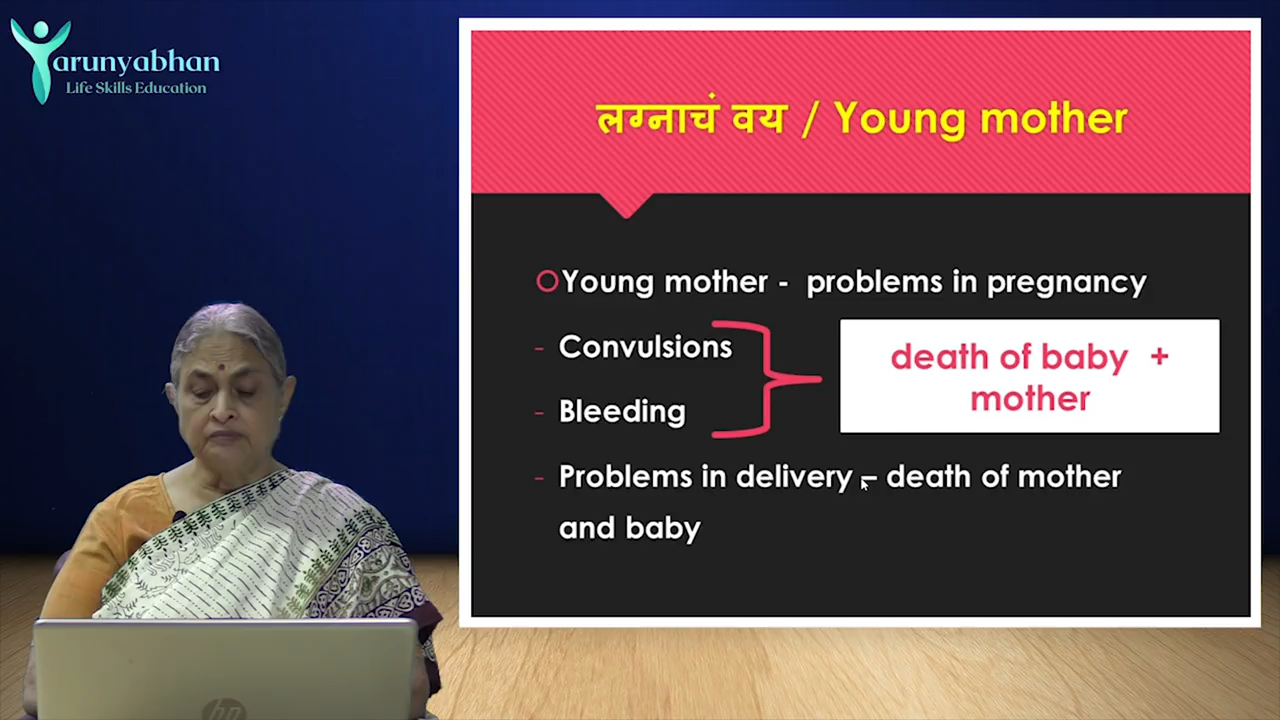 arunyabhan
Life Skills Education
लग्नाचं वय / Young mother
Young mother - problems in pregnancy
- Convulsions
- Bleeding
death of baby +
mother
- Problems in delivery – death of mother
and baby
hp